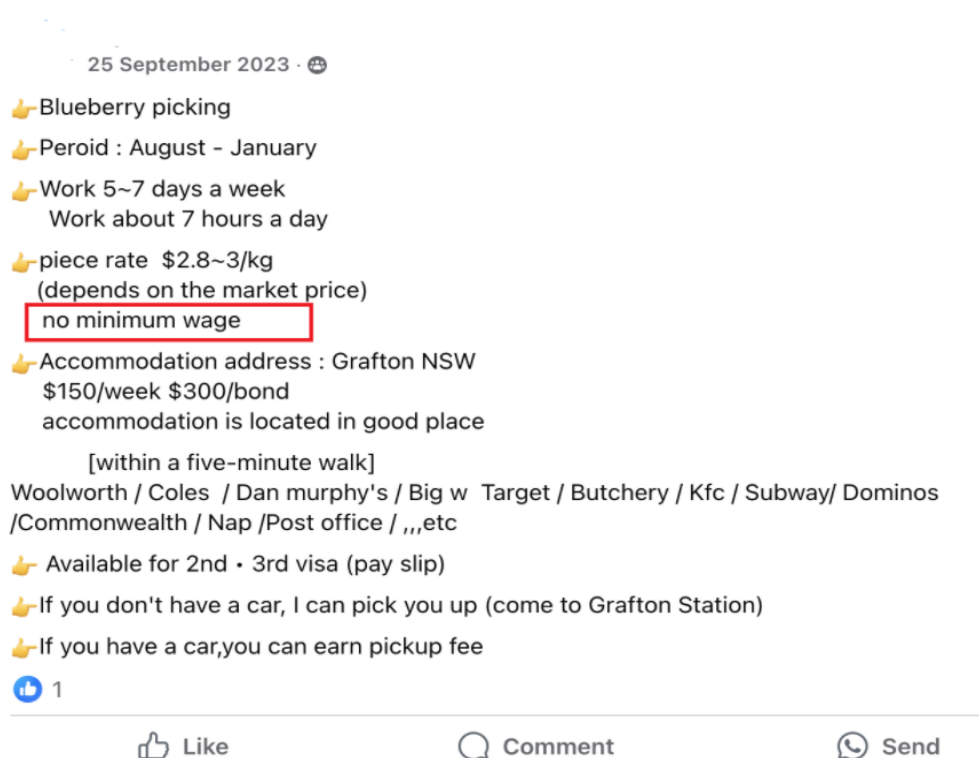 25 September 2023 ·
👉Blueberry picking
👉Peroid : August - January
👉Work 5~7 days a week
Work about 7 hours a day
👉piece rate $2.8~3/kg
(depends on the market price)
no minimum wage
👉Accommodation address : Grafton NSW
$150/week $300/bond
accommodation is located in good place
[within a five-minute walk]
Woolworth / Coles / Dan murphy's / Big w Target / Butchery / Kfc / Subway/ Dominos
/Commonwealth / Nap /Post office / ,,,etc
👉 Available for 2nd • 3rd visa (pay slip)
👉If you don't have a car, I can pick you up (come to Grafton Station)
👉If you have a car,you can earn pickup fee
1
Like Comment Send